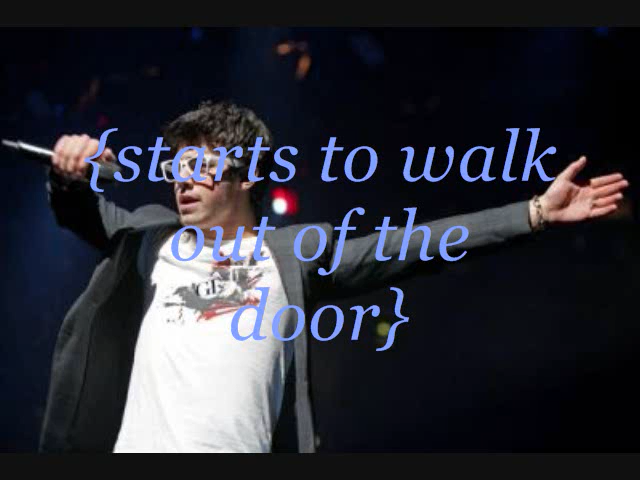 {starts to walk
out of the
door}